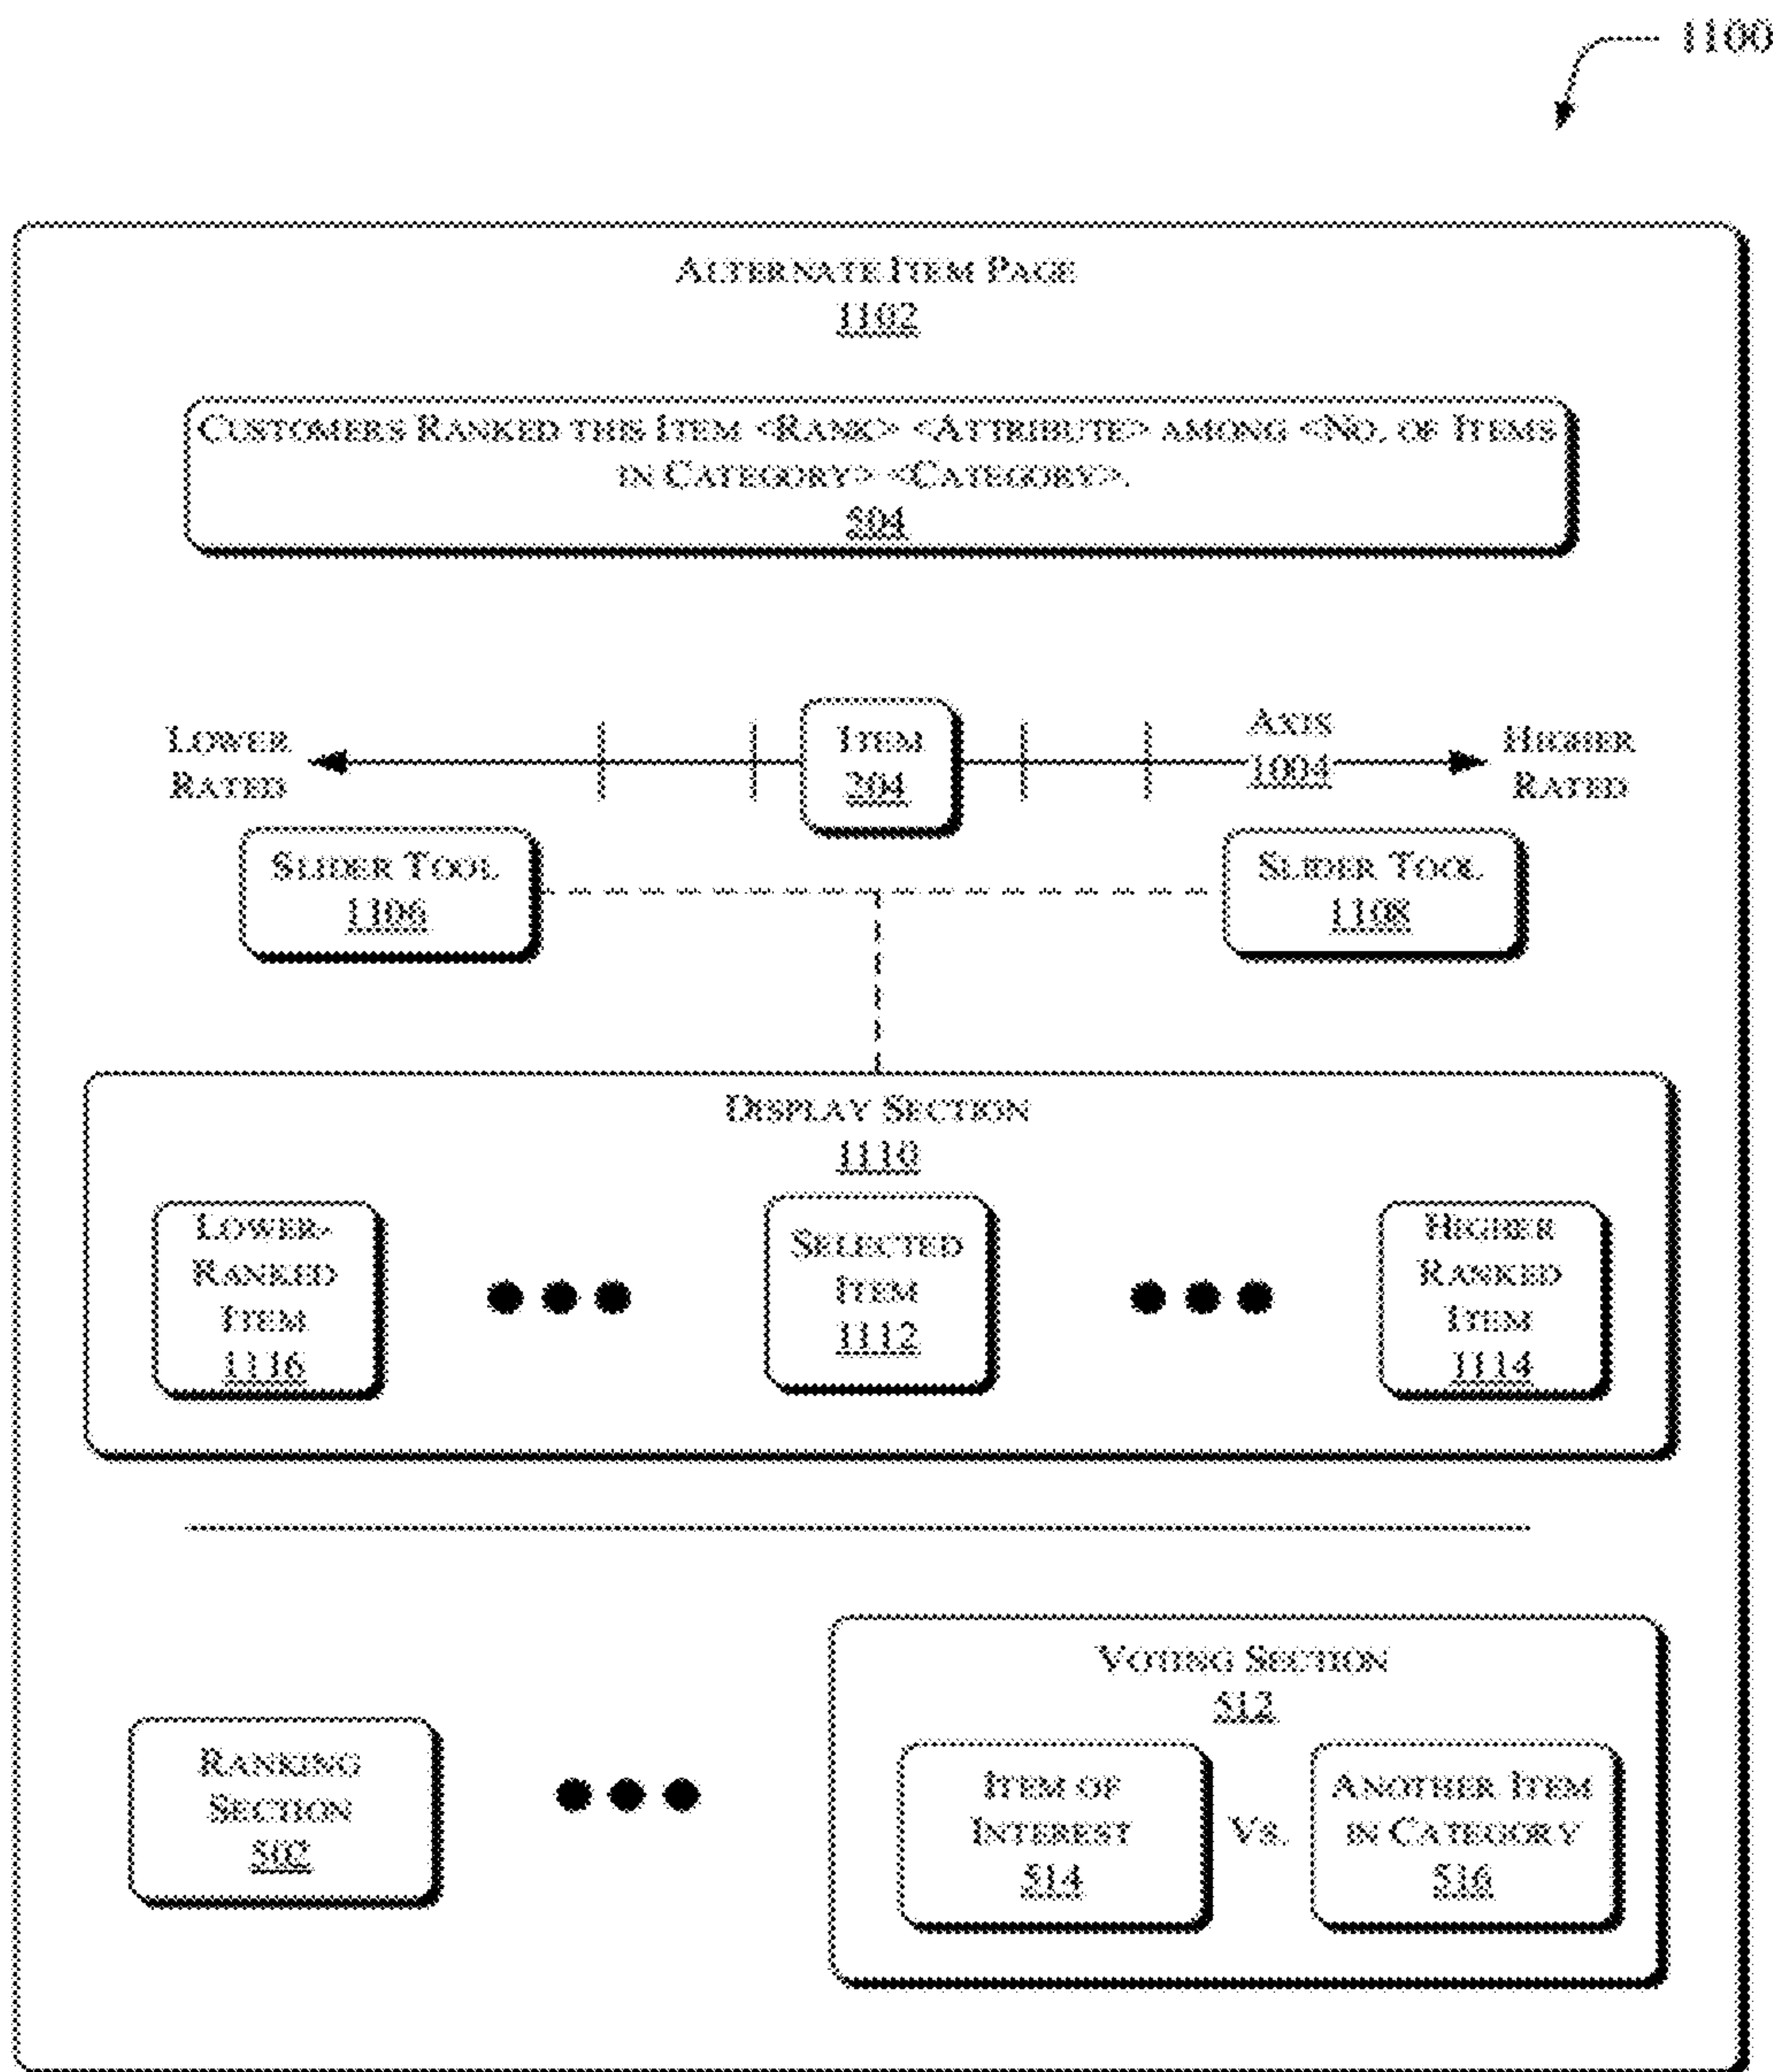 1100
ALTERNATE ITEM PAGE
1102
CUSTOMERS RANKED THIS ITEM <RANK> <ATTRIBUTE> AMONG <NO. OF ITEMS
IN CATEGORY> <CATEGORY>.
504
LOWER
RATED
ITEM
204
AXIS
1004
HIGHER
RATED
SLIDER TOOL
1106
SLIDER TOOL
1108
DISPLAY SECTION
1110
LOWER-
RANKED
ITEM
1116
SELECTED
ITEM
1112
HIGHER
RANKED
ITEM
1114
RANKING
SECTION
502
VOTING SECTION
512
ITEM OF
INTEREST
514
VS.
ANOTHER ITEM
IN CATEGORY
516